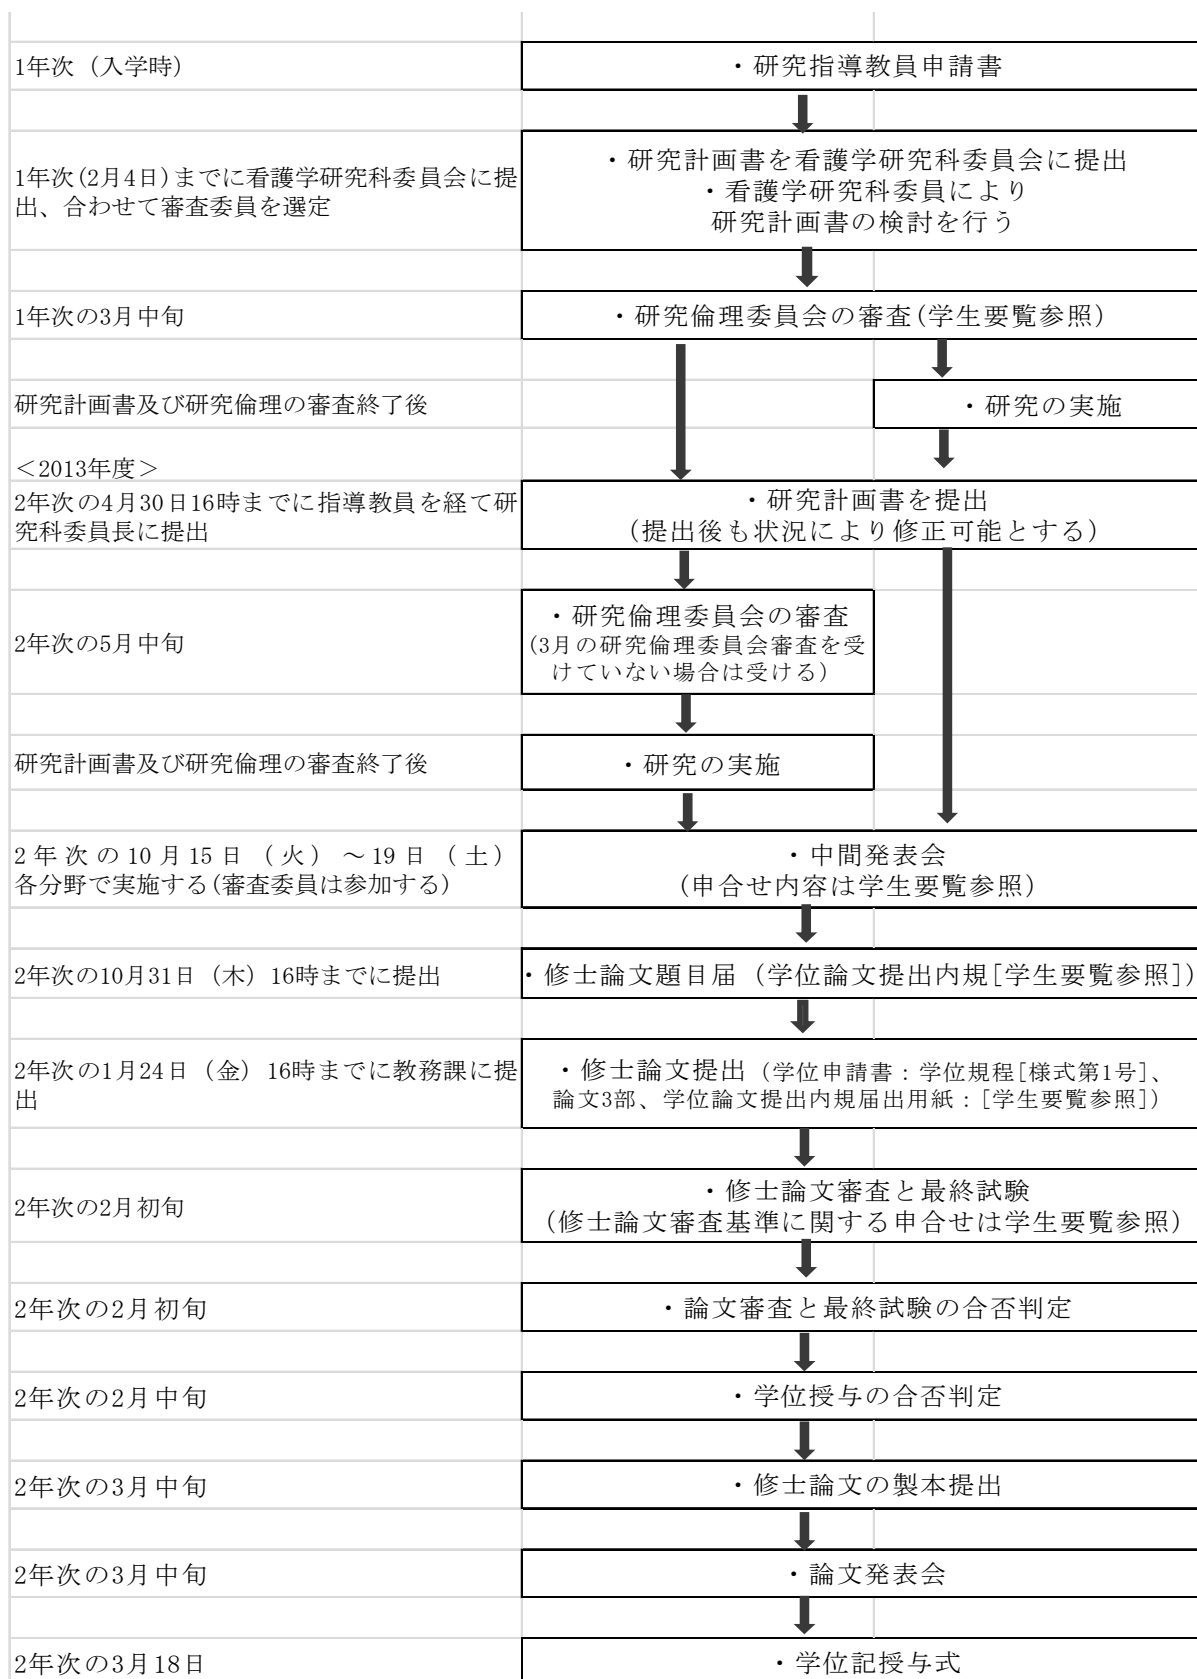 1年次（入学時）
・研究指導教員申請書
1年次(2月4日)までに看護学研究科委員会に提
出、合わせて審査委員を選定
・研究計画書を看護学研究科委員会に提出
・看護学研究科委員により
研究計画書の検討を行う
1年次の3月中旬
・研究倫理委員会の審査(学生要覧参照)
研究計画書及び研究倫理の審査終了後
・研究の実施
＜2013年度＞
2年次の4月30日16時までに指導教員を経て研
究科委員長に提出
・研究計画書を提出
(提出後も状況により修正可能とする)
2年次の5月中旬
・研究倫理委員会の審査
(3月の研究倫理委員会審査を受
けていない場合は受ける)
研究計画書及び研究倫理の審査終了後
・研究の実施
2年次の10月15日（火）～19日（土）
各分野で実施する(審査委員は参加する)
・中間発表会
(申合せ内容は学生要覧参照)
2年次の10月31日（木）16時までに提出
・修士論文題目届（学位論文提出内規[学生要覧参照]）
2年次の1月24日（金）16時までに教務課に提
出
・修士論文提出（学位申請書：学位規程[様式第1号]、
論文3部、学位論文提出内規届出用紙：[学生要覧参照]）
2年次の2月初旬
・修士論文審査と最終試験
（修士論文審査基準に関する申合せは学生要覧参照）
2年次の2月初旬
・論文審査と最終試験の合否判定
2年次の2月中旬
・学位授与の合否判定
2年次の3月中旬
・修士論文の製本提出
2年次の3月中旬
・論文発表会
2年次の3月18日
・学位記授与式